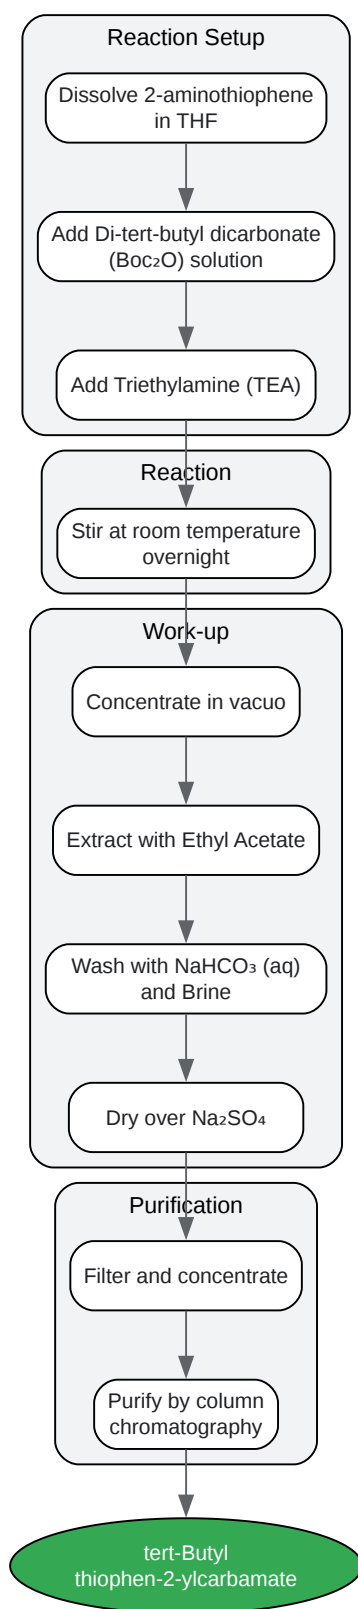 Reaction Setup
Dissolve 2-aminothiophene
in THF
Add Di-tert-butyl dicarbonate
(Boc₂O) solution
Add Triethylamine (TEA)
Reaction
Stir at room temperature
overnight
Work-up
Concentrate in vacuo
Extract with Ethyl Acetate
Wash with NaHCO₃ (aq)
and Brine
Dry over Na₂SO₄
Purification
Filter and concentrate
Purify by column
chromatography
tert-Butyl
thiophen-2-ylcarbamate